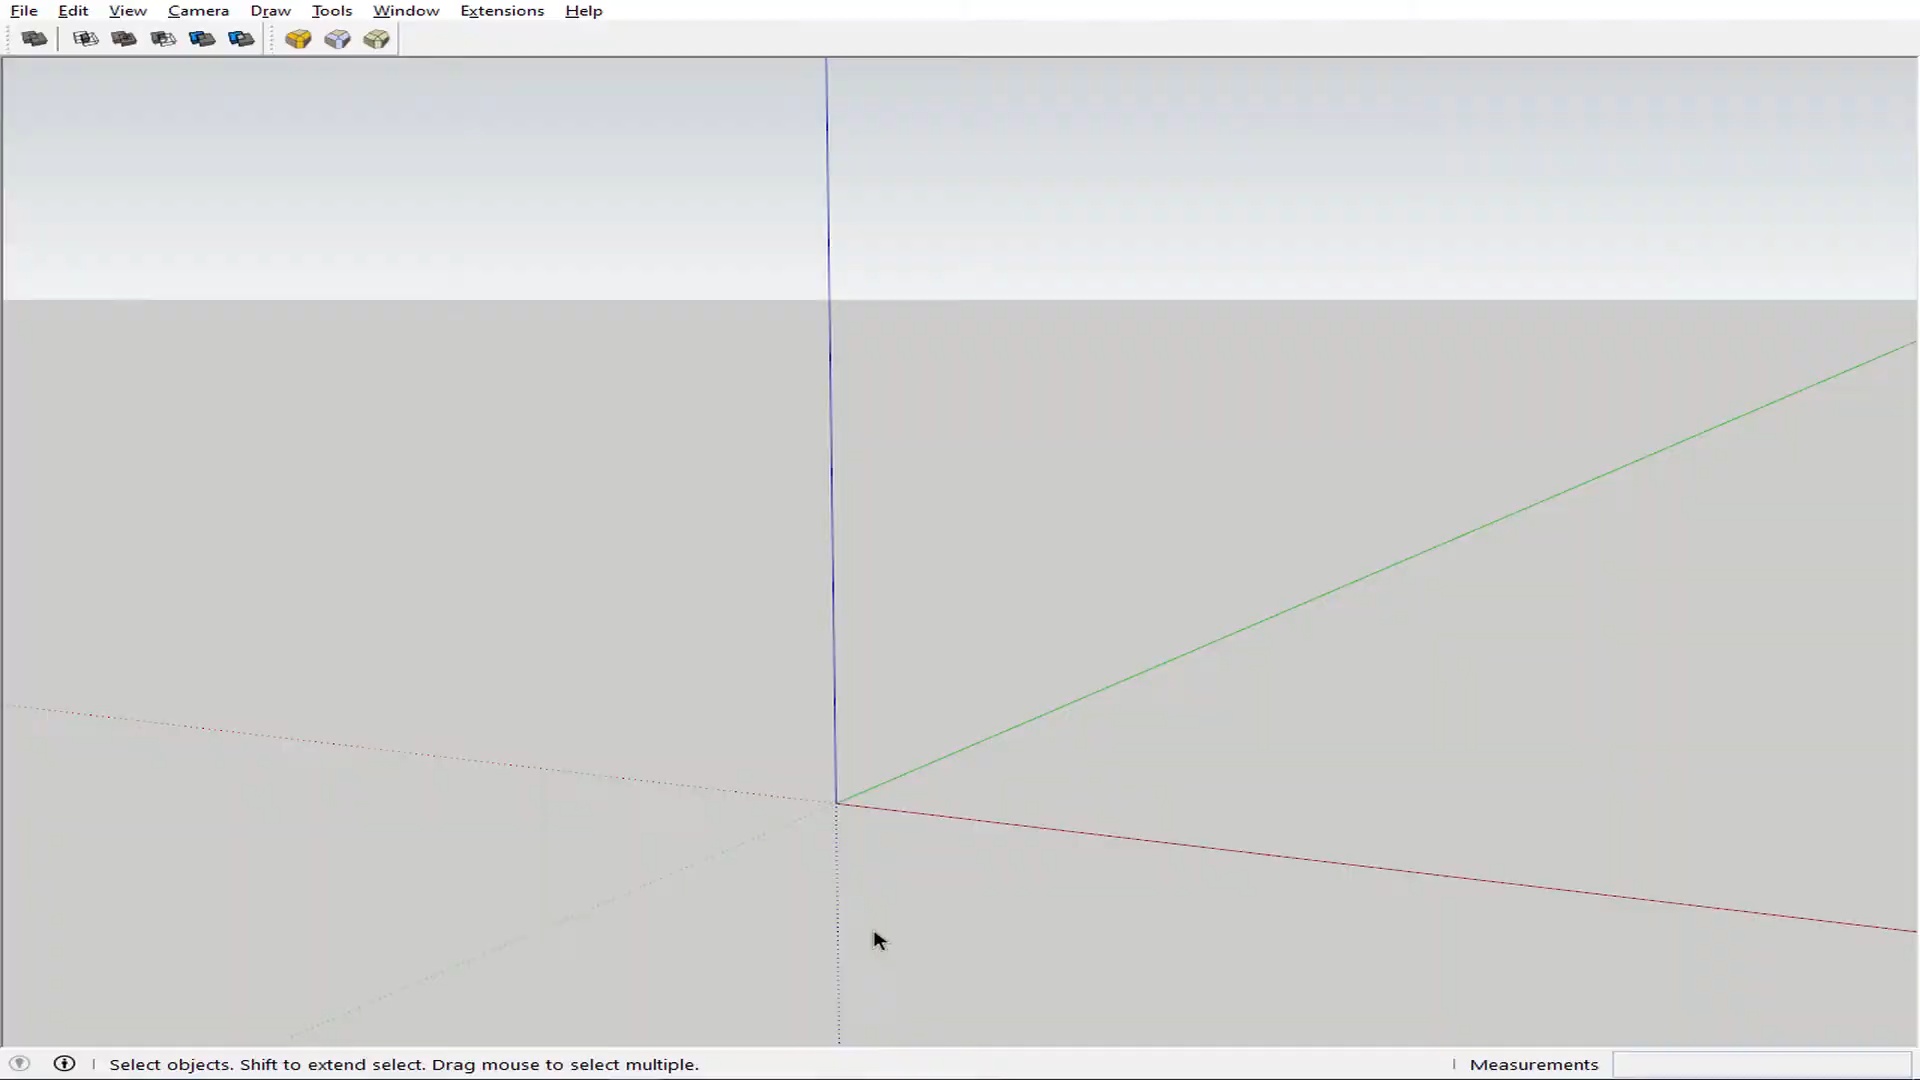 File Edit View Camera Draw Tools Window Extensions Help
Select objects. Shift to extend select. Drag mouse to select multiple.
Measurements